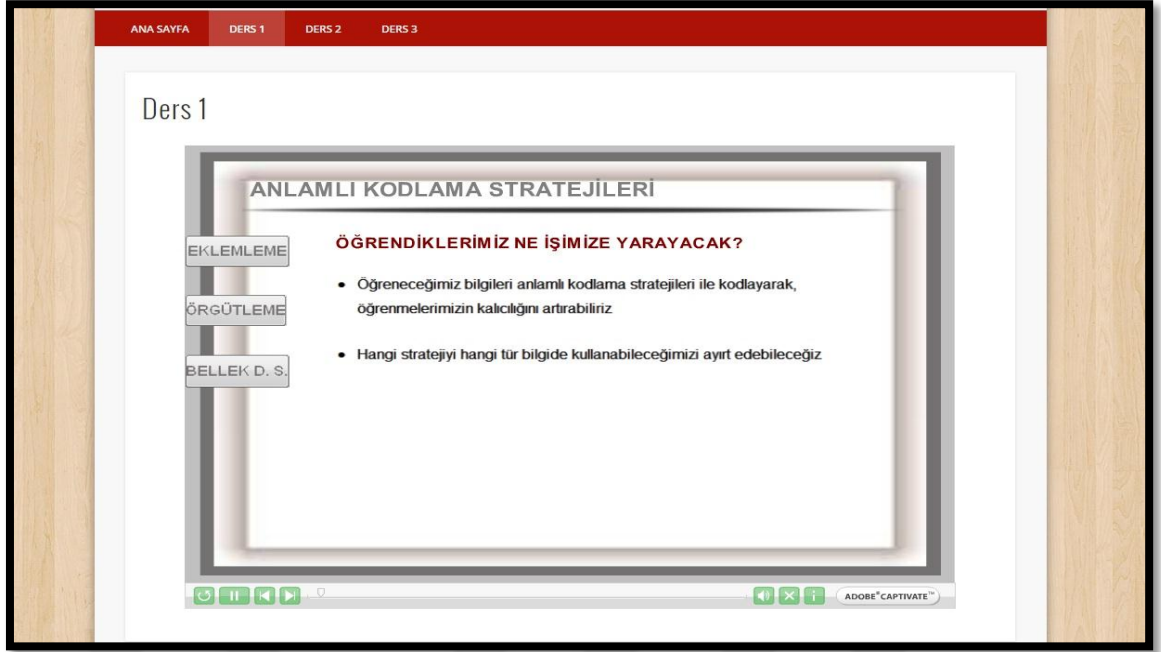 ANA SAYFA DERS 1 DERS 2 DERS 3
Ders 1
ANLAMLI KODLAMA STRATEJİLERİ
EKLEMLEME
ÖRGÜTLEME
BELLEK D. S.
ÖĞRENDİKLERİMİZ NE İŞİMİZE YARAYACAK?
• Öğreneceğimiz bilgileri anlamlı kodlama stratejileri ile kodlayarak,
öğrenmelerimizin kalıcılığını artırabiliriz
• Hangi stratejiyi hangi tür bilgide kullanabileceğimizi ayırt edebileceğiz
ADOBE® CAPTIVATE™